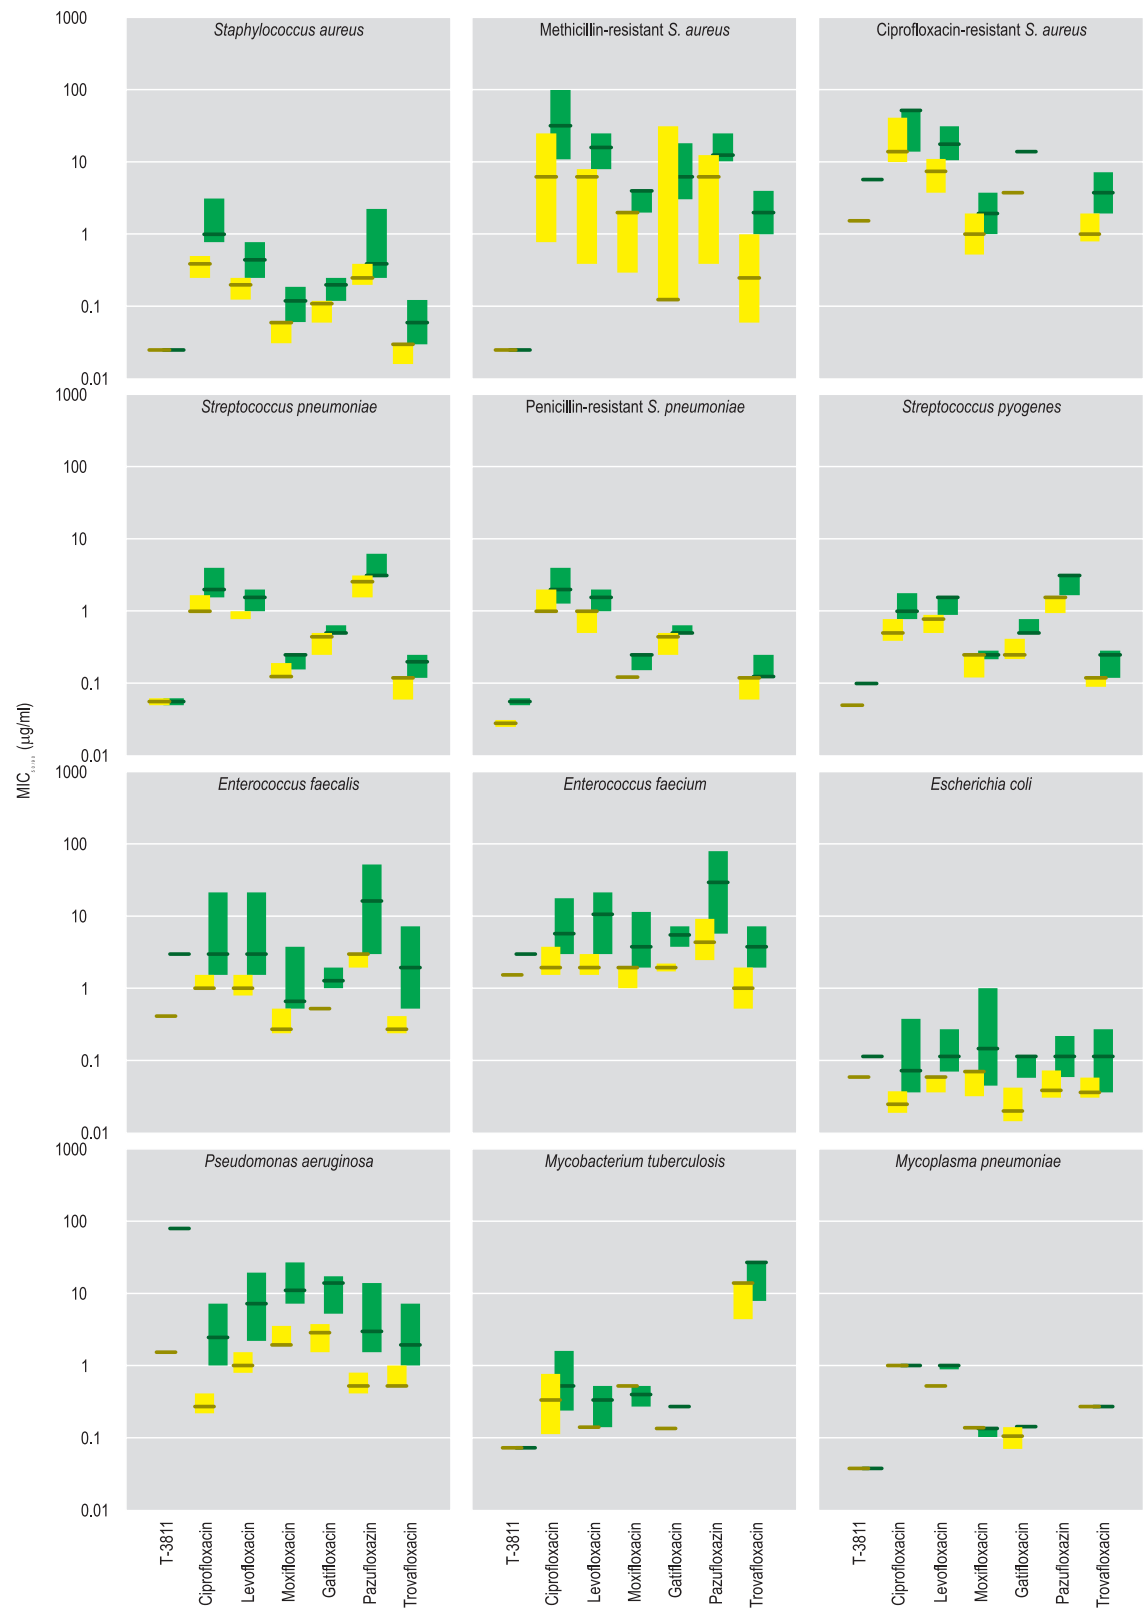 1000
Staphylococcus aureus
Methicillin-resistant S. aureus
Ciprofloxacin-resistant S. aureus
100
10
1
0.1
0.01
1000
Streptococcus pneumoniae
Penicillin-resistant S. pneumoniae
Streptococcus pyogenes
100
10
1
0.1
0.01
MIC (µg/ml)
1000
Enterococcus faecalis
Enterococcus faecium
Escherichia coli
100
10
1
0.1
0.01
1000
Pseudomonas aeruginosa
Mycobacterium tuberculosis
Mycoplasma pneumoniae
100
10
1
0.1
0.01
T-3811
Ciprofloxacin
Levofloxacin
Moxifloxacin
Gatifloxacin
Pazufloxazin
Trovafloxacin
T-3811
Ciprofloxacin
Levofloxacin
Moxifloxacin
Gatifloxacin
Pazufloxazin
Trovafloxacin
T-3811
Ciprofloxacin
Levofloxacin
Moxifloxacin
Gatifloxacin
Pazufloxazin
Trovafloxacin